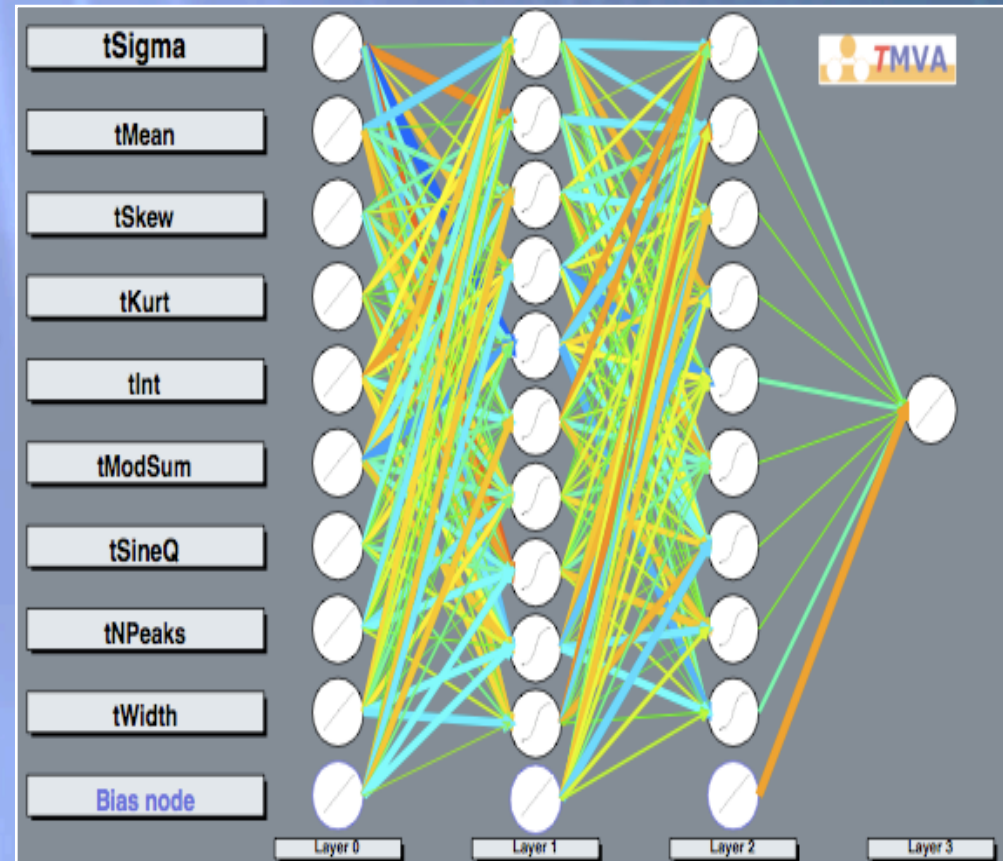 tSigma
TMVA
tMean
tSkew
tKurt
tInt
tModSum
tSineQ
tNPeaks
tWidth
Bias node
Layer 0
Layer 1
Layer 2
Layer 3